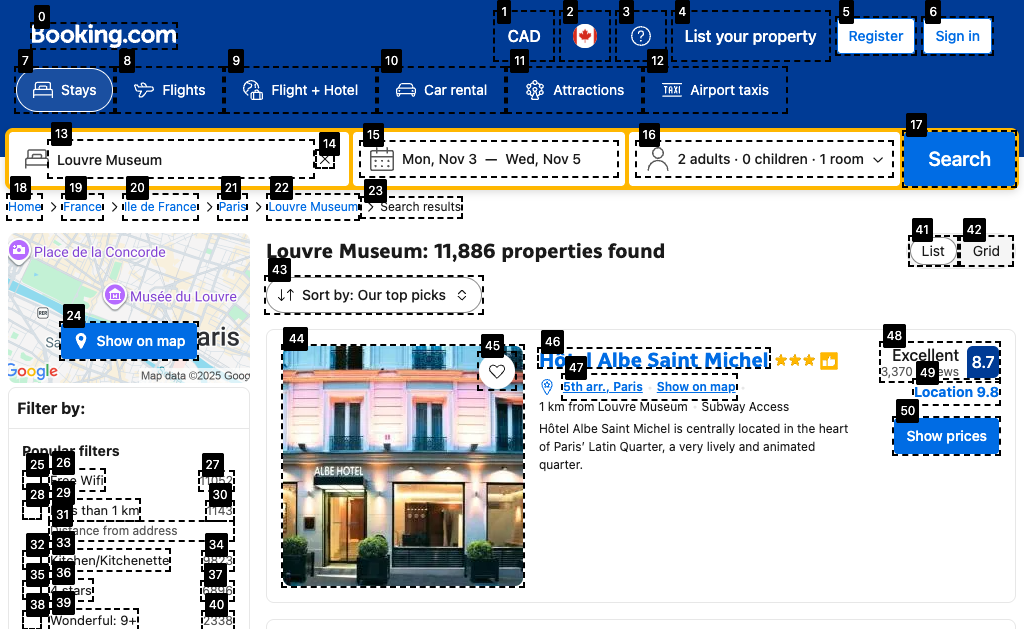 0
Booking.com
1
CAD
2
3
4
List your property
5
Register
6
Sign in
7
Stays
8
Flights
9
Flight + Hotel
10
Car rental
11
Attractions
12
TAXI
Airport taxis
13
Louvre Museum
14
15
Mon, Nov 3 — Wed, Nov 5
16
2 adults · 0 children · 1 room
17
Search
18
Home
19
France
20
Ile de France
21
Paris
22
Louvre Museum
23
Search results
Place de la Concorde
Musée du Louvre
RER
24
Show on map
Google
Map data ©2025
Louvre Museum: 11,886 properties found
41
List
42
Grid
43
Sort by: Our top picks
Filter by:
Popular filters
25
26
Free Wifi
27
11052
28
29
than 1 km
30
1143
31
Distance from address
32
33
Kitchen/Kitchenette
34
9823
35
36
stars
37
6896
38
39
Wonderful: 9+
40
2338
44
ALBE HOTEL
45
46
Hôtel Albe Saint Michel
47
5th arr., Paris
Show on map
1 km from Louvre Museum · Subway Access
Hôtel Albe Saint Michel is centrally located in the heart
of Paris' Latin Quarter, a very lively and animated
quarter.
48
Excellent
3,370
8.7
49
Location 9.8
50
Show prices